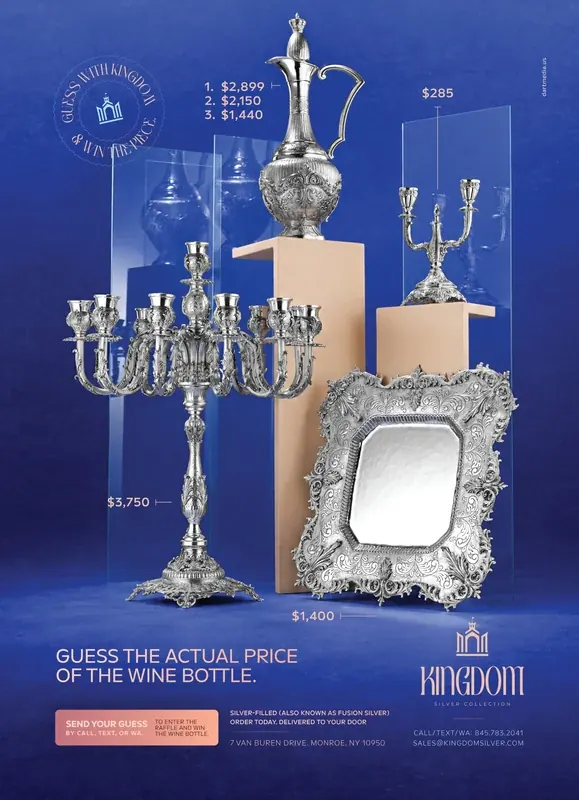 GUESS WITH KINGDOM
& WIN THE PIECE.
dartmedia.us
1. $2,899
2. $2,150
3. $1,440
$285
$3,750
$1,400
GUESS THE ACTUAL PRICE
OF THE WINE BOTTLE.
SEND YOUR GUESS
BY CALL, TEXT, OR WA.
TO ENTER THE
RAFFLE AND WIN
THE WINE BOTTLE.
SILVER-FILLED (ALSO KNOWN AS FUSION SILVER)
ORDER TODAY, DELIVERED TO YOUR DOOR
7 VAN BUREN DRIVE, MONROE, NY 10950
KINGDOM
SILVER COLLECTION
CALL/TEXT/WA: 845.783.2041
SALES@KINGDOMSILVER.COM